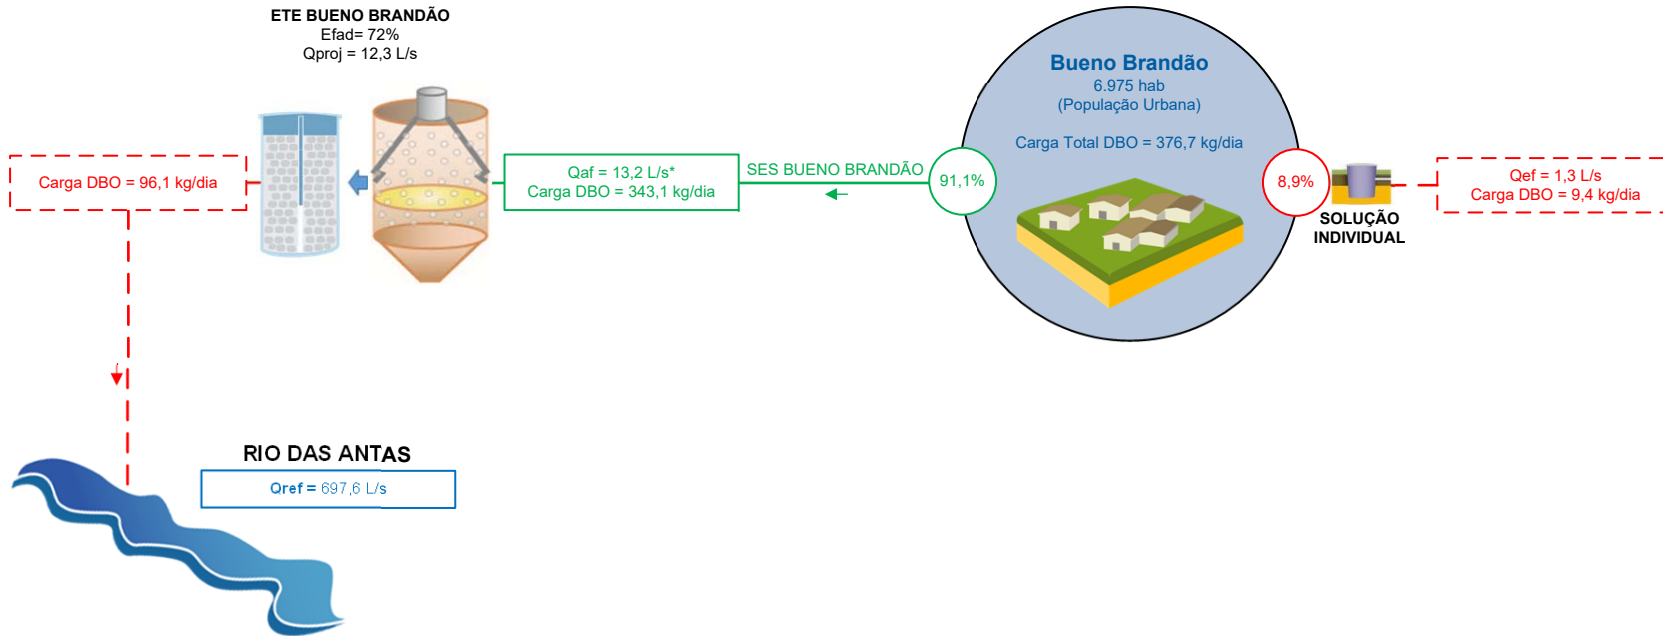 ETE BUENO BRANDÃO
Efad= 72%
Qproj = 12,3 L/s
Bueno Brandão
6.975 hab
(População Urbana)
Carga Total DBO = 376,7 kg/dia
Carga DBO = 96,1 kg/dia
Qaf = 13,2 L/s*
Carga DBO = 343,1 kg/dia
SES BUENO BRANDÃO
91,1%
8,9%
SOLUÇÃO
INDIVIDUAL
Qef = 1,3 L/s
Carga DBO = 9,4 kg/dia
RIO DAS ANTAS
Qref = 697,6 L/s